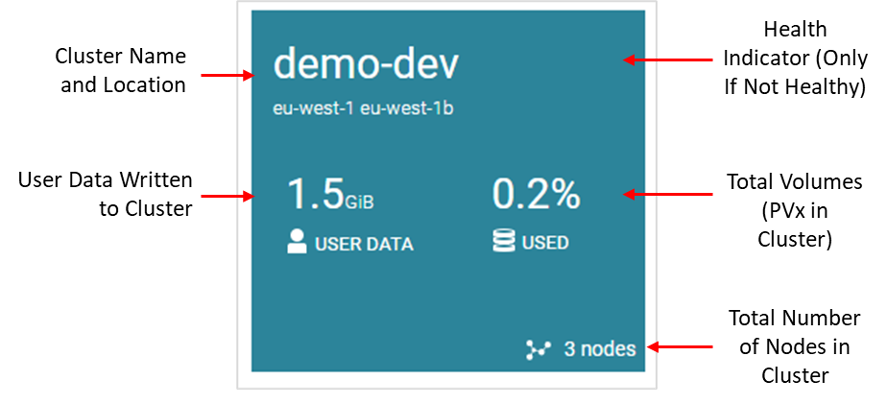 Cluster Name
and Location
demo-dev
eu-west-1 eu-west-1b
Health
Indicator (Only
If Not Healthy)
User Data Written
to Cluster
1.5GiB
USER DATA
0.2%
USED
Total Volumes
(PVx in
Cluster)
3 nodes
Total Number
of Nodes in
Cluster